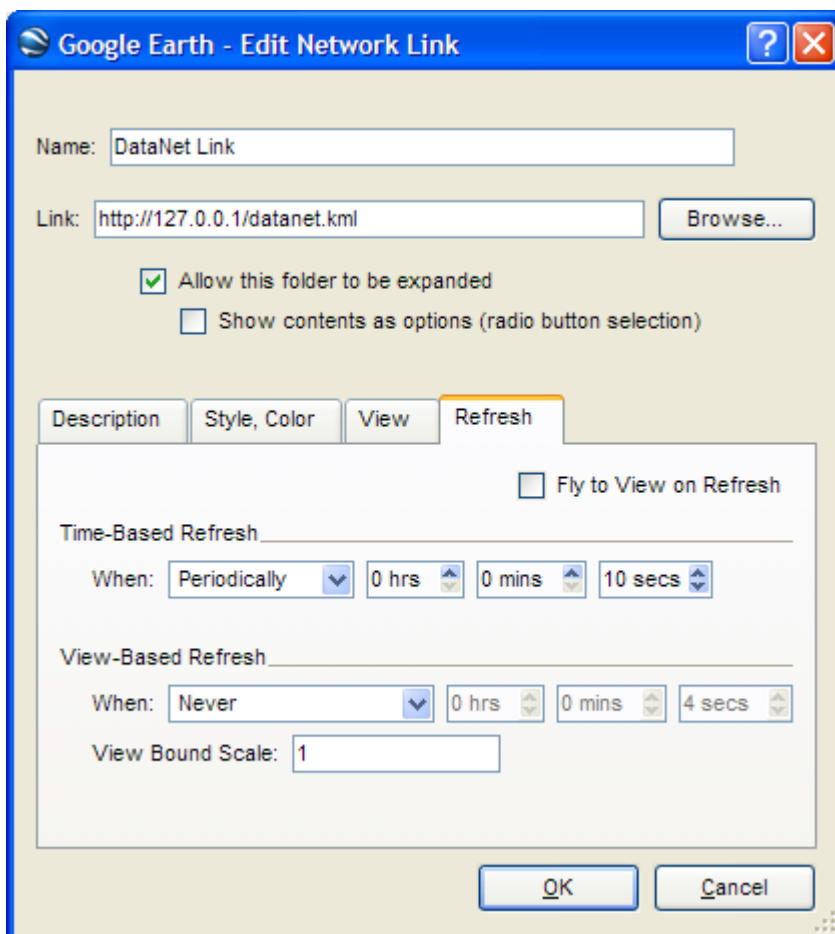 Google Earth - Edit Network Link
Name: DataNet Link
Link: http://127.0.0.1/datanet.kml Browse...
Allow this folder to be expanded
Show contents as options (radio button selection)
Description Style, Color View Refresh
Fly to View on Refresh
Time-Based Refresh
When: Periodically 0 hrs 0 mins 10 secs
View-Based Refresh
When: Never 0 hrs 0 mins 4 secs
View Bound Scale: 1
OK Cancel